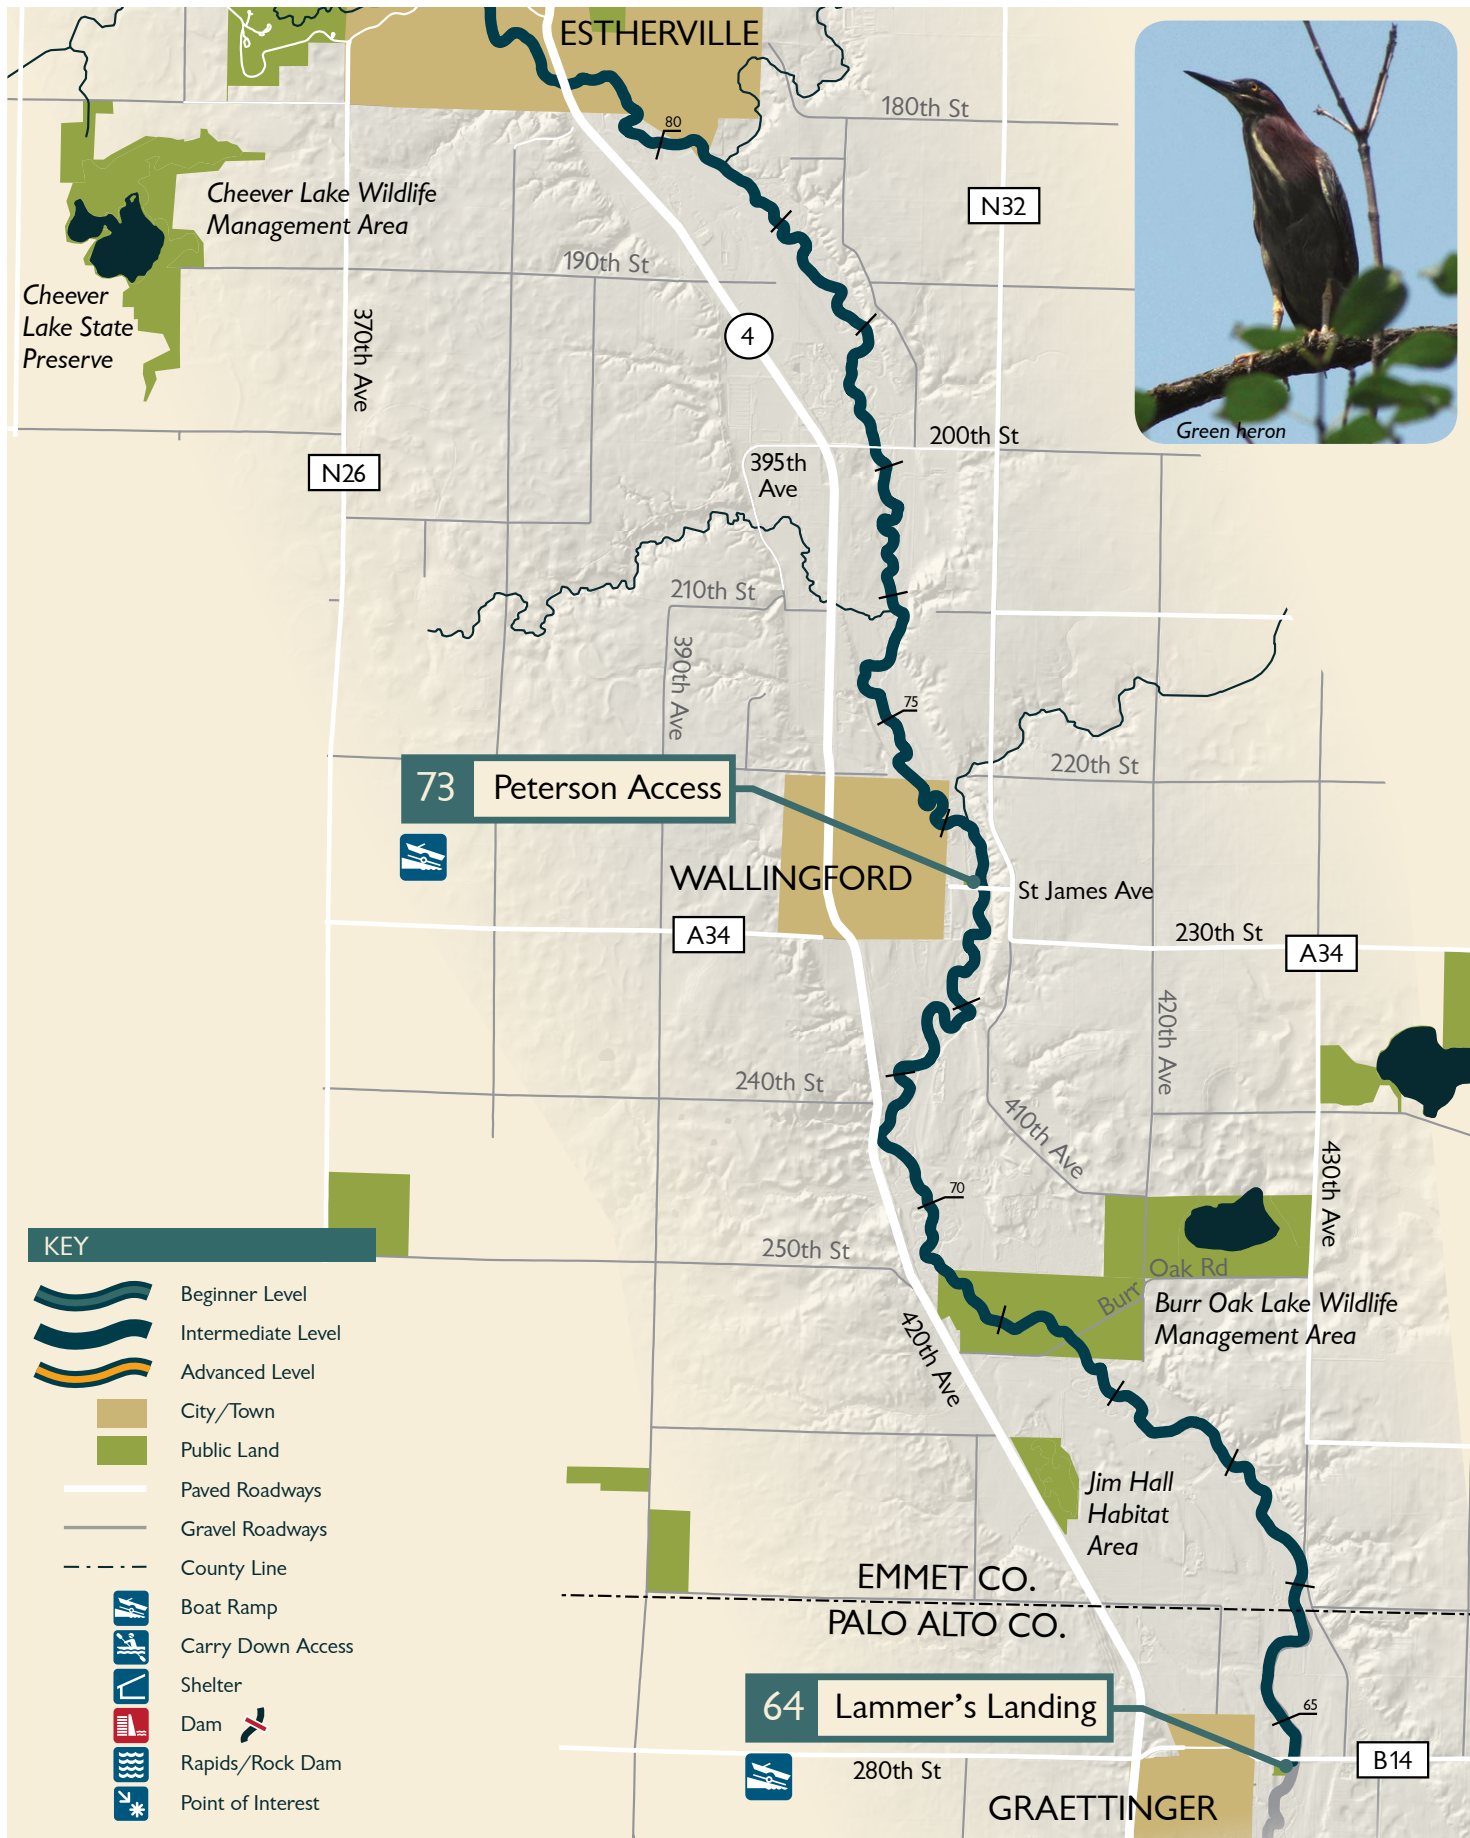 ESTHERVILLE
180th St
80
Cheever Lake Wildlife
Management Area
N32
190th St
Cheever
Lake State
Preserve
370th Ave
4
Green heron
200th St
395th
Ave
N26
210th St
390th Ave
75
220th St
73
Peterson Access
WALLINGFORD
St James Ave
A34
230th St
A34
420th Ave
240th St
410th Ave
430th Ave
70
250th St
Burr
Oak Rd
Burr Oak Lake Wildlife
Management Area
420th Ave
KEY
Beginner Level
Intermediate Level
Advanced Level
City/Town
Public Land
Paved Roadways
Gravel Roadways
County Line
Boat Ramp
Carry Down Access
Shelter
Dam
Rapids/Rock Dam
Point of Interest
Jim Hall
Habitat
Area
EMMET CO.
PALO ALTO CO.
64
Lammer's Landing
65
280th St
B14
GRAETTINGER